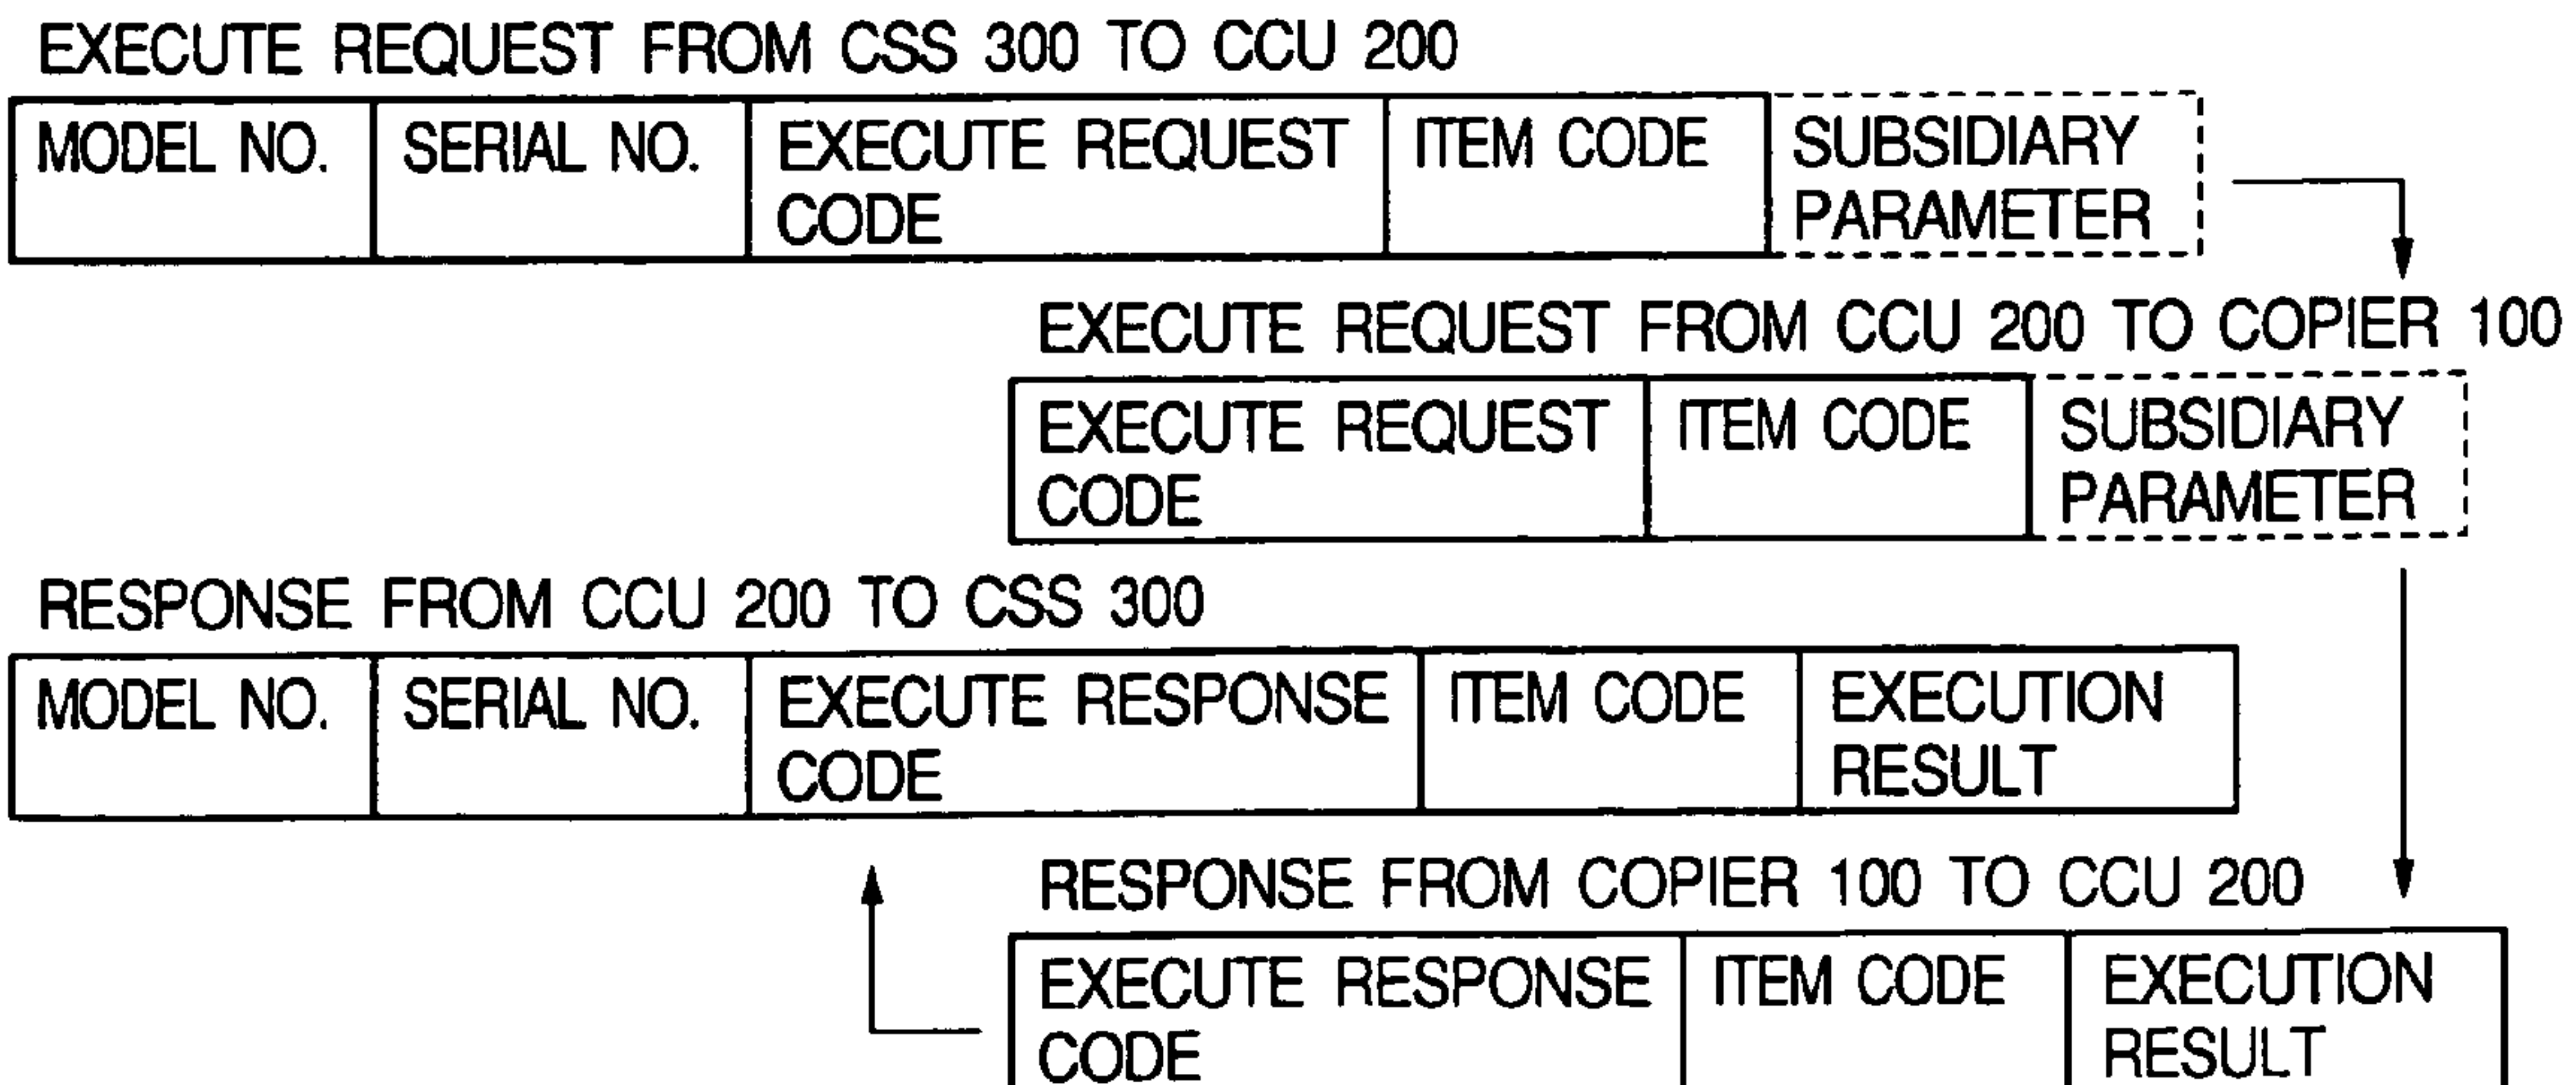 EXECUTE REQUEST FROM CSS 300 TO CCU 200
MODEL NO. SERIAL NO. EXECUTE REQUEST ITEM CODE SUBSIDIARY
CODE PARAMETER
EXECUTE REQUEST FROM CCU 200 TO COPIER 100
EXECUTE REQUEST ITEM CODE SUBSIDIARY
CODE PARAMETER
RESPONSE FROM CCU 200 TO CSS 300
MODEL NO. SERIAL NO. EXECUTE RESPONSE ITEM CODE EXECUTION
CODE RESULT
RESPONSE FROM COPIER 100 TO CCU 200
EXECUTE RESPONSE ITEM CODE EXECUTION
CODE RESULT